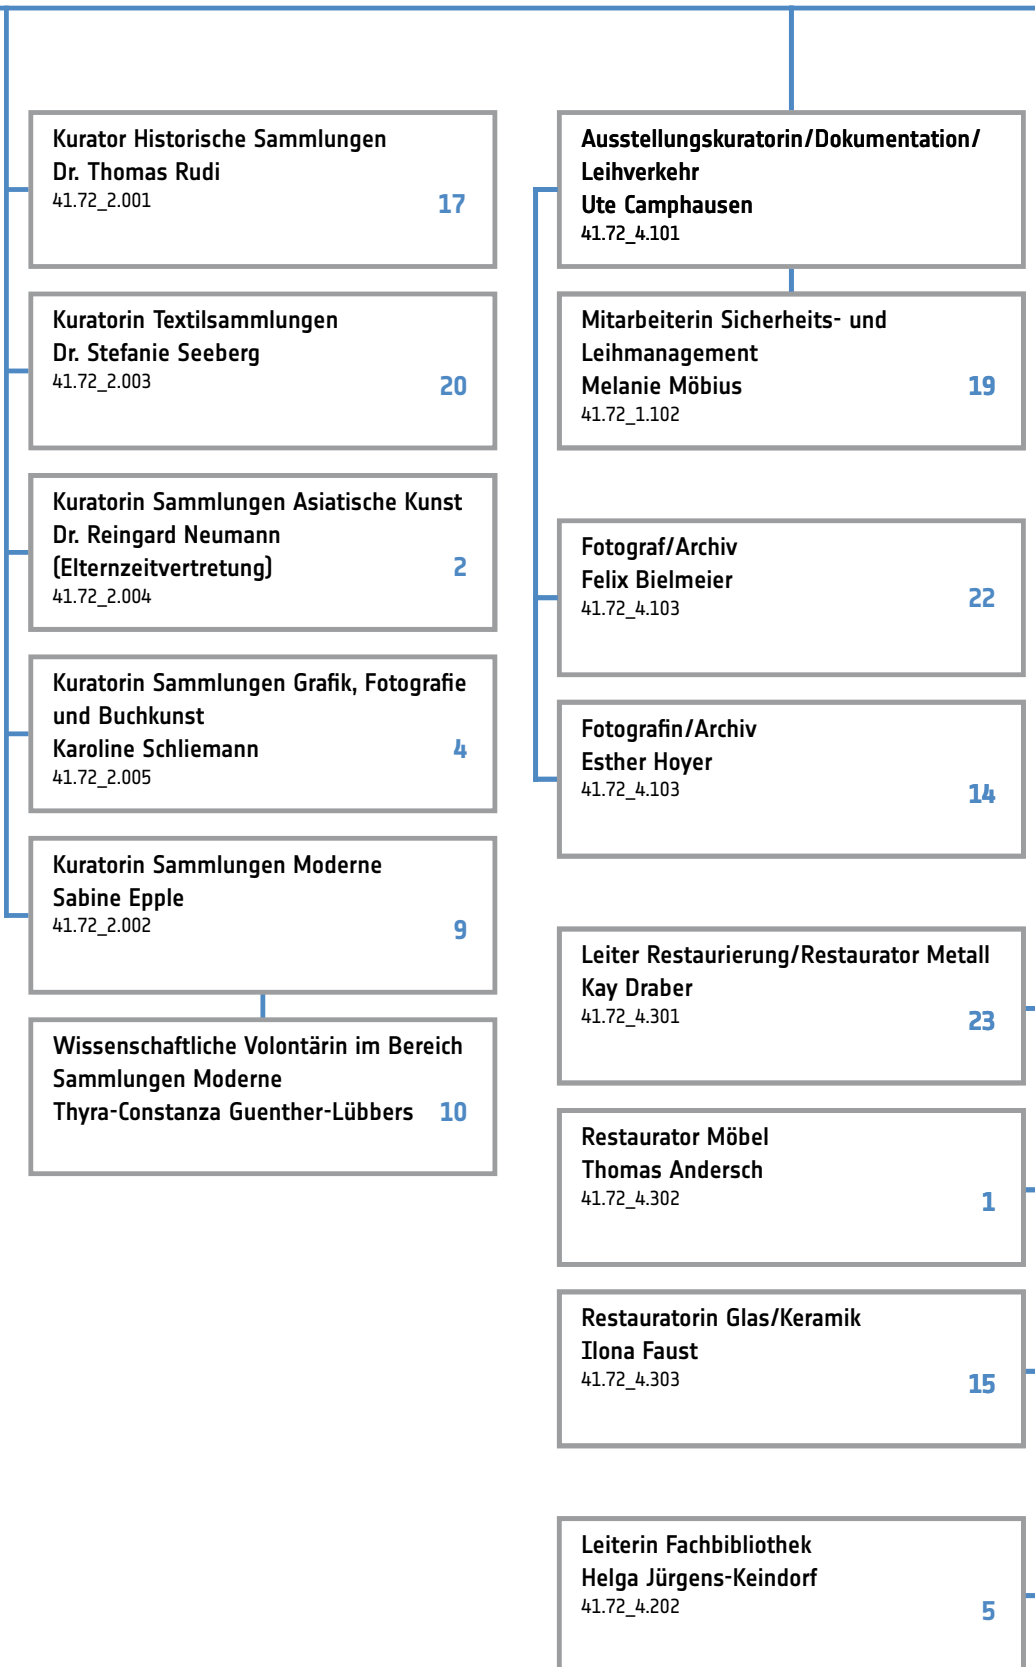 Kurator Historische Sammlungen
Dr. Thomas Rudi
41.72_2.001
17
Kuratorin Textilsammlungen
Dr. Stefanie Seeberg
41.72_2.003
20
Kuratorin Sammlungen Asiatische Kunst
Dr. Reingard Neumann
(Elternzeitvertretung)
2
41.72_2.004
Kuratorin Sammlungen Grafik, Fotografie
und Buchkunst
Karoline Schliemann
4
41.72_2.005
Kuratorin Sammlungen Moderne
Sabine Epple
41.72_2.002
9
Wissenschaftliche Volontärin im Bereich
Sammlungen Moderne
Thyra-Constanza Guenther-Lübbers 10
Ausstellungskuratorin/Dokumentation/
Leihverkehr
Ute Camphausen
41.72_4.101
Mitarbeiterin Sicherheits- und
Leihmanagement
Melanie Möbius
19
41.72_1.102
Fotograf/Archiv
Felix Bielmeier
41.72_4.103
22
Fotografin/Archiv
Esther Hoyer
41.72_4.103
14
Leiter Restaurierung/Restaurator Metall
Kay Draber
41.72_4.301
23
Restaurator Möbel
Thomas Andersch
41.72_4.302
1
Restauratorin Glas/Keramik
Ilona Faust
41.72_4.303
15
Leiterin Fachbibliothek
Helga Jürgens-Keindorf
41.72_4.202
5